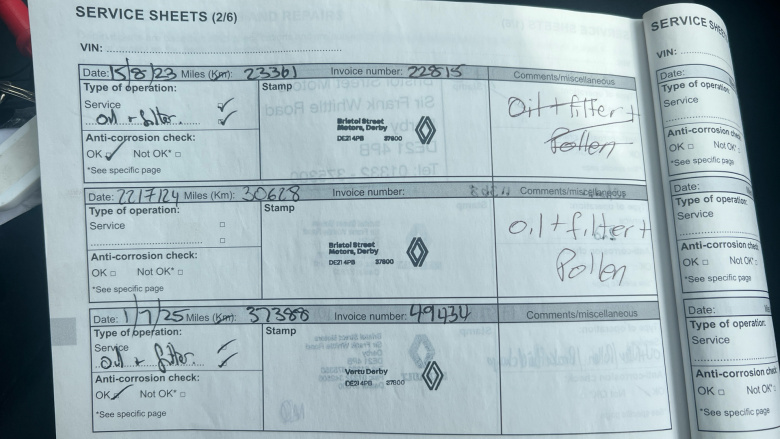 SERVICE SHEETS (2/6)
VIN:
Date: 15/8/23 Miles (Km): 23361 Invoice number: 22815 Comments/miscellaneous
Type of operation: Stamp
Service
Oil + filter.
Oil + filter +
Pollen
Bristol Street
Motors, Derby
DE21 4PB 37800
Anti-corrosion check:
OK Not OK*
*See specific page
Date: 22/7/24 Miles (Km): 30628 Invoice number: Comments/miscellaneous
Type of operation: Stamp
Service
oil + filter +
Pollen
Bristol Street
Motors, Derby
DE21 4PB 37800
Anti-corrosion check:
OK Not OK*
*See specific page
Date: 1/7/25 Miles (Km): 37388 Invoice number: 49434 Comments/miscellaneous
Type of operation: Stamp
Service
Oil + filter.
Vertu Derby
DE21 4PB 37800
Anti-corrosion check:
OK Not OK*
*See specific page
SERVICE
VIN:
Date:
Type of operation
Service
Anti-corrosion
OK Not OK*
*See specific page
Date:
Type of operation
Service
Anti-corrosion
OK Not OK*
*See specific page
Date:
Type of operation:
Service
Anti-corrosion
OK Not OK*
*See specific page